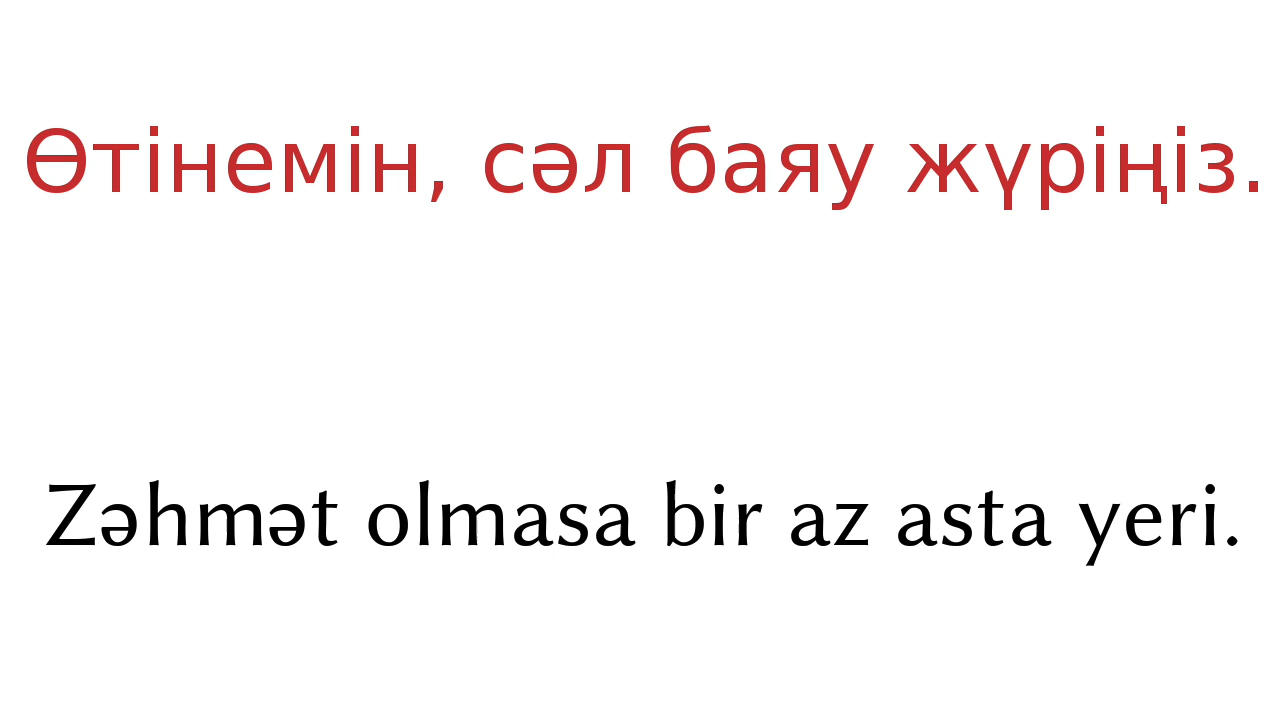 Өтінемін, сәл баяу жүріңіз.
Zəhmət olmasa bir az asta yeri.